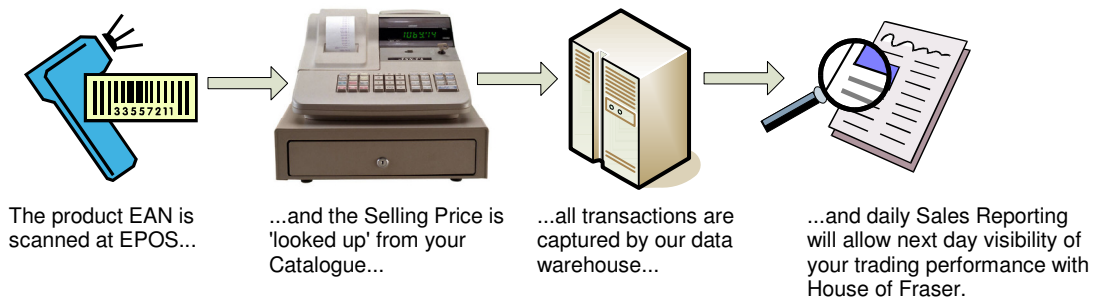 33557211
The product EAN is
scanned at EPOS...
...and the Selling Price is
'looked up' from your
Catalogue...
...all transactions are
captured by our data
warehouse...
...and daily Sales Reporting
will allow next day visibility of
your trading performance with
House of Fraser.